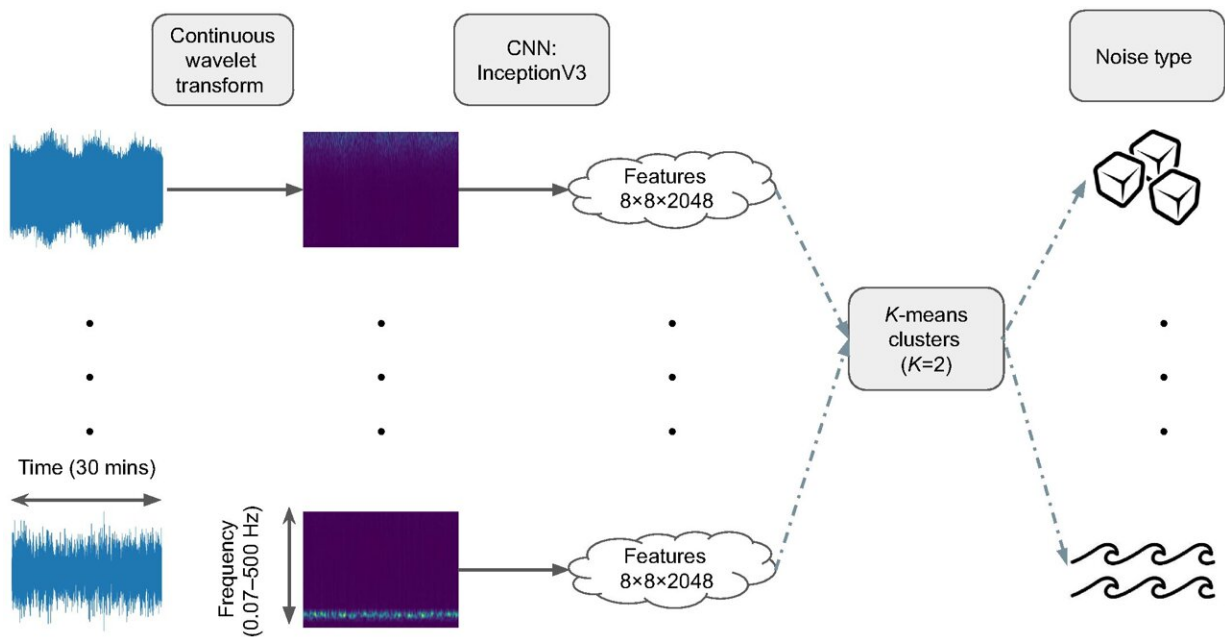 Continuous
wavelet
transform
CNN:
InceptionV3
Noise type
Features
8×8×2048
K-means
clusters
(K=2)
Time (30 mins)
Frequency
(0.07–500 Hz)
Features
8×8×2048